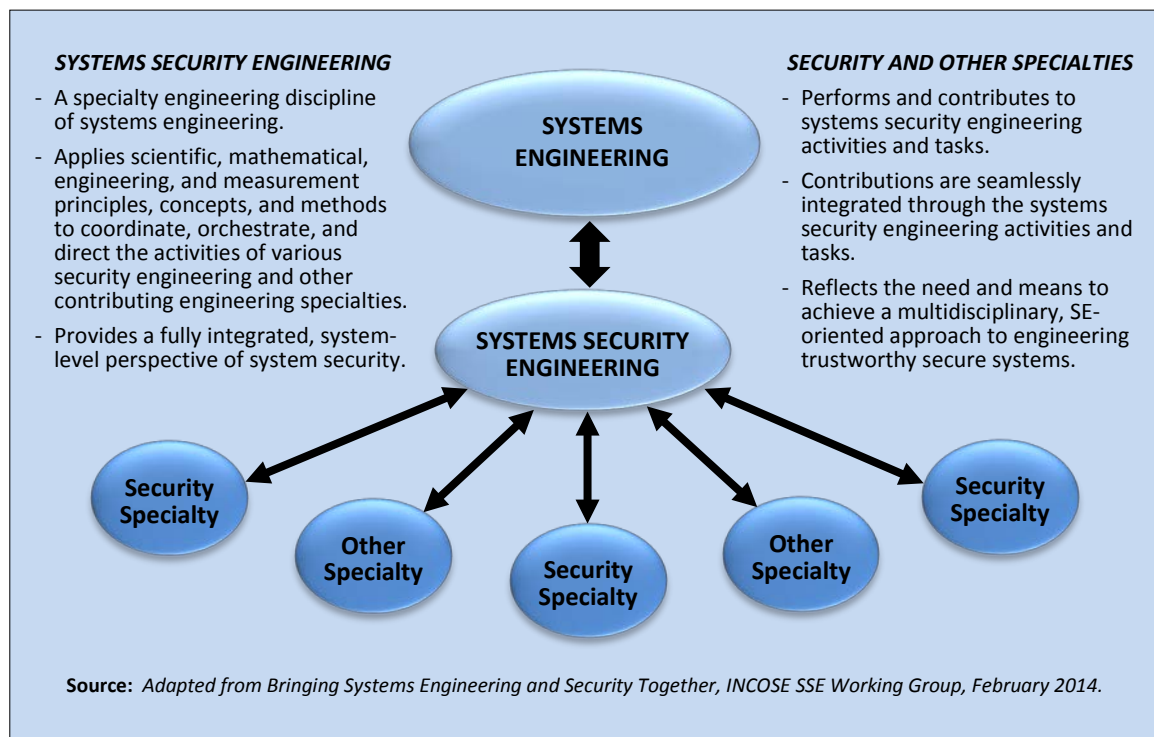 SYSTEMS SECURITY ENGINEERING
- A specialty engineering discipline
of systems engineering.
- Applies scientific, mathematical,
engineering, and measurement
principles, concepts, and methods
to coordinate, orchestrate, and
direct the activities of various
security engineering and other
contributing engineering specialties.
- Provides a fully integrated, system-
level perspective of system security.
SYSTEMS
ENGINEERING
SECURITY AND OTHER SPECIALTIES
- Performs and contributes to
systems security engineering
activities and tasks.
- Contributions are seamlessly
integrated through the systems
security engineering activities and
tasks.
- Reflects the need and means to
achieve a multidisciplinary, SE-
oriented approach to engineering
trustworthy secure systems.
SYSTEMS SECURITY
ENGINEERING
Security
Specialty
Other
Specialty
Security
Specialty
Other
Specialty
Security
Specialty
Source: Adapted from Bringing Systems Engineering and Security Together, INCOSE SSE Working Group, February 2014.